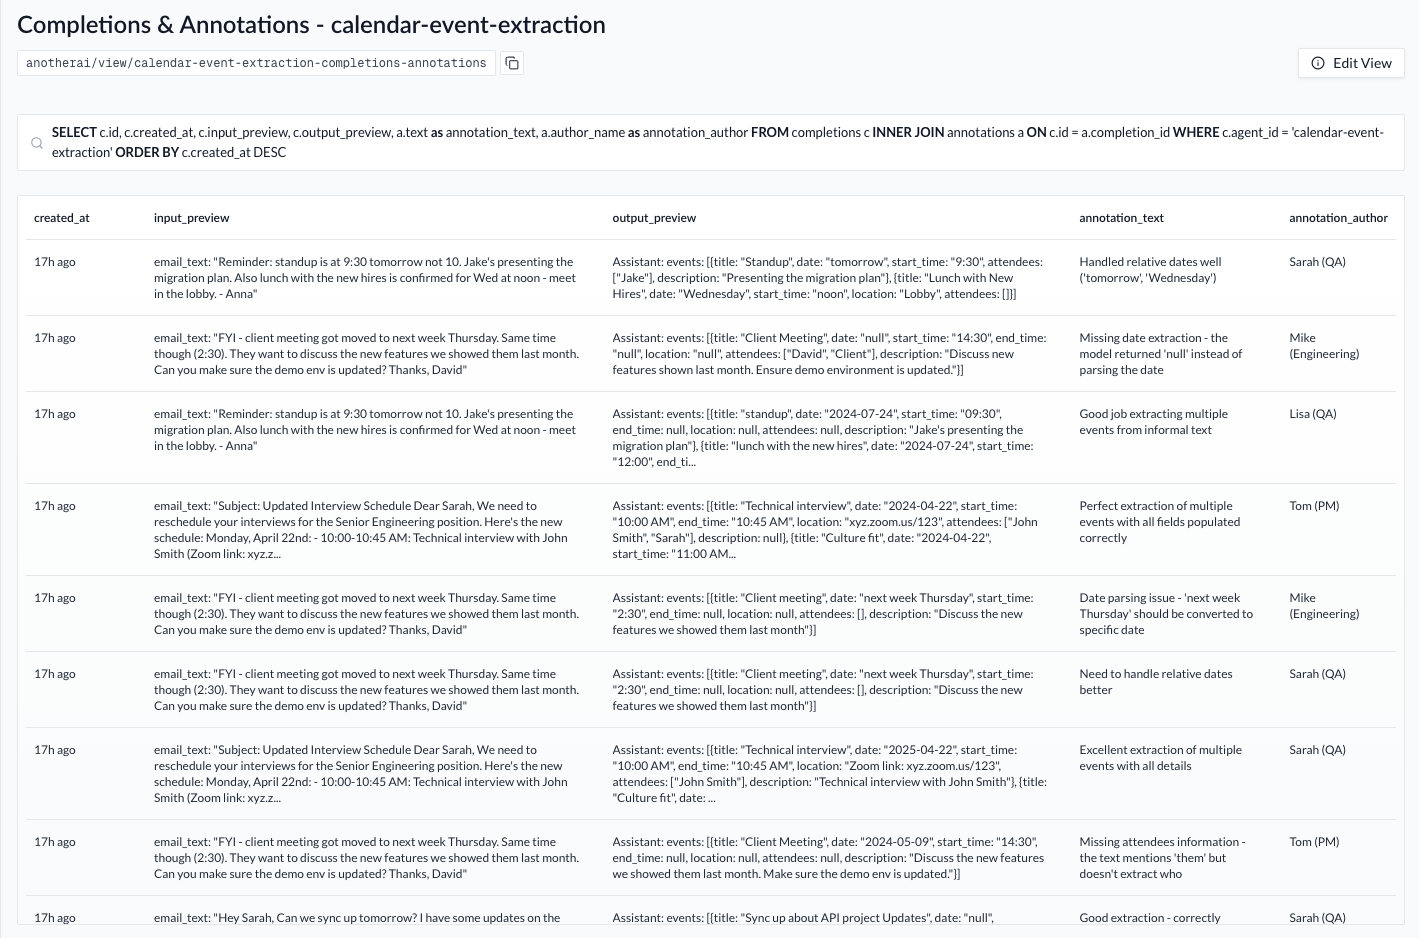 Completions & Annotations - calendar-event-extraction
anotherai/view/calendar-event-extraction-completions-annotations
Edit View
SELECT c.id, c.created_at, c.input_preview, c.output_preview, a.text as annotation_text, a.author_name as annotation_author FROM completions c INNER JOIN annotations a ON c.id = a.completion_id WHERE c.agent_id = 'calendar-event-
extraction' ORDER BY c.created_at DESC
created_at
input_preview
output_preview
annotation_text
annotation_author
17h ago
email_text: "Reminder: standup is at 9:30 tomorrow not 10. Jake's presenting the
migration plan. Also lunch with the new hires is confirmed for Wed at noon - meet
in the lobby. - Anna"
Assistant: events: [{title: "Standup", date: "tomorrow", start_time: "9:30", attendees:
["Jake"], description: "Presenting the migration plan"}, {title: "Lunch with New
Hires", date: "Wednesday", start_time: "noon", location: "Lobby", attendees: []}]
Handled relative dates well
('tomorrow', 'Wednesday')
Sarah (QA)
17h ago
email_text: "FYI - client meeting got moved to next week Thursday. Same time
though (2:30). They want to discuss the new features we showed them last month.
Can you make sure the demo env is updated? Thanks, David"
Assistant: events: [{title: "Client Meeting", date: "null", start_time: "14:30", end_time:
"null", location: "null", attendees: ["David", "Client"], description: "Discuss new
features shown last month. Ensure demo environment is updated."}]
Missing date extraction - the
model returned 'null' instead of
parsing the date
Mike
(Engineering)
17h ago
email_text: "Reminder: standup is at 9:30 tomorrow not 10. Jake's presenting the
migration plan. Also lunch with the new hires is confirmed for Wed at noon - meet
in the lobby. - Anna"
Assistant: events: [{title: "standup", date: "2024-07-24", start_time: "09:30",
end_time: null, location: null, attendees: null, description: "Jake's presenting the
migration plan"}, {title: "lunch with the new hires", date: "2024-07-24", start_time:
"12:00", end_ti...
Good job extracting multiple
events from informal text
Lisa (QA)
17h ago
email_text: "Subject: Updated Interview Schedule Dear Sarah, We need to
reschedule your interviews for the Senior Engineering position. Here's the new
schedule: Monday, April 22nd: - 10:00-10:45 AM: Technical interview with John
Smith (Zoom link: xyz.z...
Assistant: events: [{title: "Technical interview", date: "2024-04-22", start_time:
"10:00 AM", end_time: "10:45 AM", location: "xyz.zoom.us/123", attendees: ["John
Smith", "Sarah"], description: null}, {title: "Culture fit", date: "2024-04-22",
start_time: "11:00 AM...
Perfect extraction of multiple
events with all fields populated
correctly
Tom (PM)
17h ago
email_text: "FYI - client meeting got moved to next week Thursday. Same time
though (2:30). They want to discuss the new features we showed them last month.
Can you make sure the demo env is updated? Thanks, David"
Assistant: events: [{title: "Client meeting", date: "next week Thursday", start_time:
"2:30", end_time: null, location: null, attendees: [], description: "Discuss the new
features we showed them last month"}]
Date parsing issue - 'next week
Thursday' should be converted to
specific date
Mike
(Engineering)
17h ago
email_text: "FYI - client meeting got moved to next week Thursday. Same time
though (2:30). They want to discuss the new features we showed them last month.
Can you make sure the demo env is updated? Thanks, David"
Assistant: events: [{title: "Client meeting", date: "next week Thursday", start_time:
"2:30", end_time: null, location: null, attendees: [], description: "Discuss the new
features we showed them last month"}]
Need to handle relative dates
better
Sarah (QA)
17h ago
email_text: "Subject: Updated Interview Schedule Dear Sarah, We need to
reschedule your interviews for the Senior Engineering position. Here's the new
schedule: Monday, April 22nd: - 10:00-10:45 AM: Technical interview with John
Smith (Zoom link: xyz.z...
Assistant: events: [{title: "Technical interview", date: "2025-04-22", start_time:
"10:00 AM", end_time: "10:45 AM", location: "Zoom link: xyz.zoom.us/123",
attendees: ["John Smith"], description: "Technical interview with John Smith"}, {title:
"Culture fit", date: ...
Excellent extraction of multiple
events with all details
Sarah (QA)
17h ago
email_text: "FYI - client meeting got moved to next week Thursday. Same time
though (2:30). They want to discuss the new features we showed them last month.
Can you make sure the demo env is updated? Thanks, David"
Assistant: events: [{title: "Client Meeting", date: "2024-05-09", start_time: "14:30",
end_time: null, location: null, attendees: null, description: "Discuss the new features
we showed them last month. Make sure the demo env is updated."}]
Missing attendees information -
the text mentions 'them' but
doesn't extract who
Tom (PM)
17h ago
email_text: "Hey Sarah, Can we sync up tomorrow? I have some updates on the
Assistant: events: [{title: "Sync up about API project Updates", date: "null",
Good extraction - correctly
Sarah (QA)